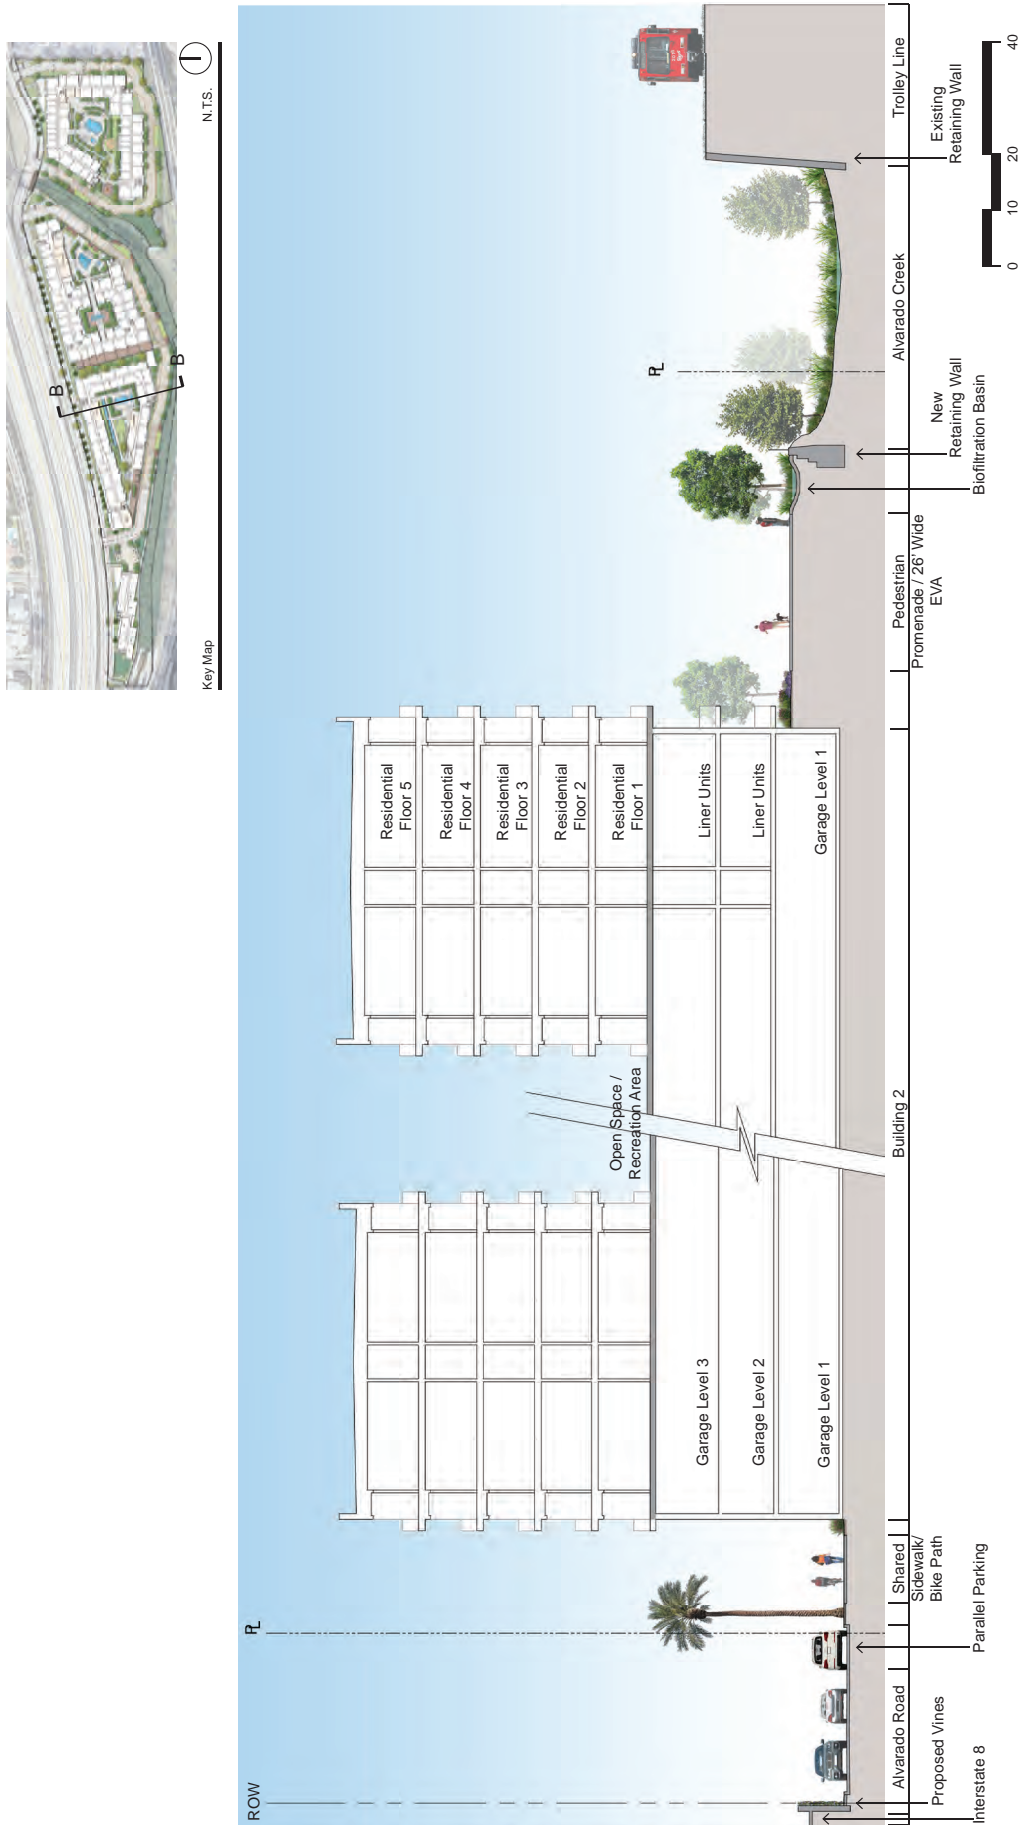 Key Map
N.T.S.
B
B
ROW
PL
PL
Residential
Floor 5
Residential
Floor 4
Residential
Floor 3
Residential
Floor 2
Residential
Floor 1
Open Space /
Recreation Area
Garage Level 3
Garage Level 2
Garage Level 1
Liner Units
Liner Units
Garage Level 1
Alvarado Road
Shared
Sidewalk/
Bike Path
Building 2
Pedestrian
Promenade / 26' Wide
EVA
Alvarado Creek
Trolley Line
Interstate 8
Proposed Vines
Parallel Parking
Biofiltration Basin
New
Retaining Wall
Existing
Retaining Wall
0 10 20 40